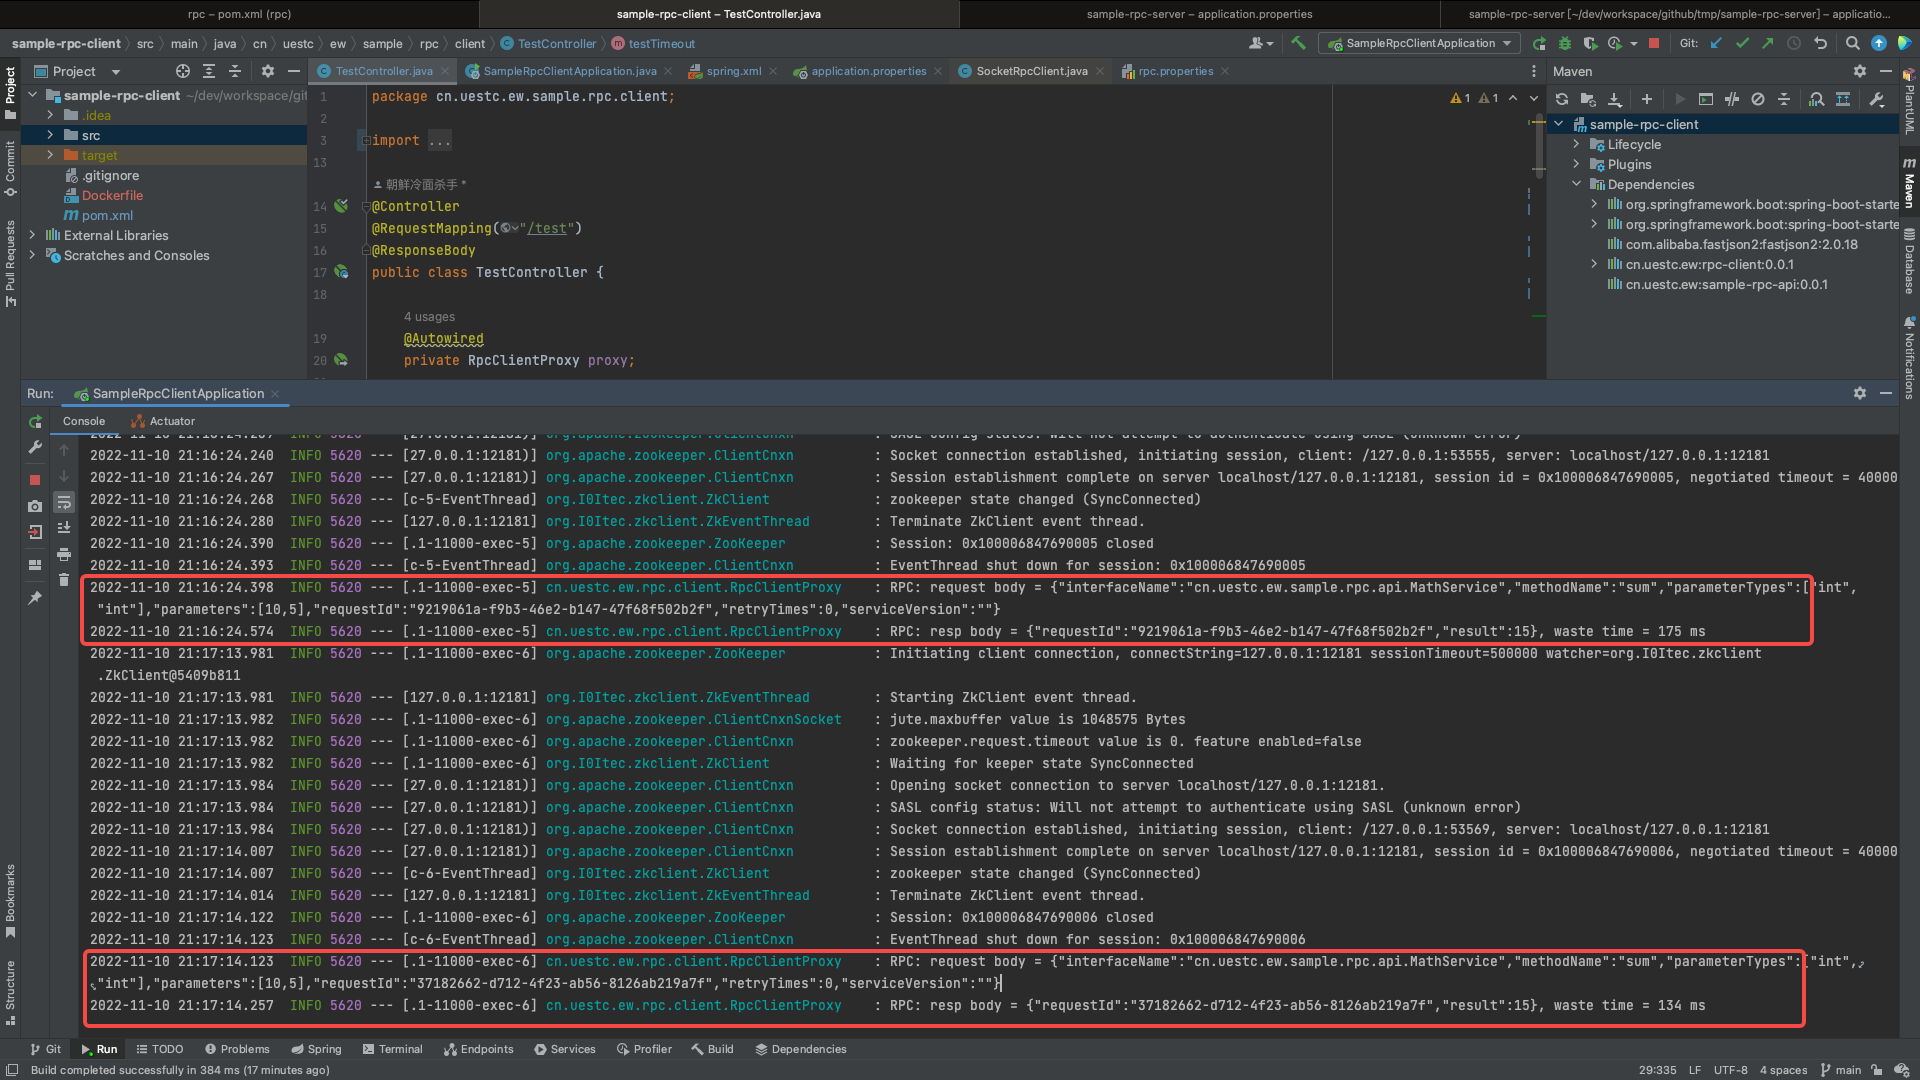 rpc – pom.xml (rpc)
sample-rpc-client – TestController.java
sample-rpc-server – application.properties
sample-rpc-server [~/dev/workspace/github/tmp/sample-rpc-server] – applicatio...
sample-rpc-client src main java cn uestc ew sample rpc client TestController testTimeout
SampleRpcClientApplication
Git:
Project
TestController.java
SampleRpcClientApplication.java
spring.xml
application.properties
SocketRpcClient.java
rpc.properties
Maven
sample-rpc-client ~/dev/workspace/git
.idea
src
target
.gitignore
Dockerfile
pom.xml
External Libraries
Scratches and Consoles
1 package cn.uestc.ew.sample.rpc.client;
2
3 import ...
13
朝鲜冷面杀手 *
14 @Controller
15 @RequestMapping("/test")
16 @ResponseBody
17 public class TestController {
18
4 usages
19 @Autowired
20 private RpcClientProxy proxy;
1 1
sample-rpc-client
Lifecycle
Plugins
Dependencies
org.springframework.boot:spring-boot-starte
org.springframework.boot:spring-boot-starte
com.alibaba.fastjson2:fastjson2:2.0.18
cn.uestc.ew:rpc-client:0.0.1
cn.uestc.ew:sample-rpc-api:0.0.1
Project
Commit
Pull Requests
Bookmarks
Structure
PlantUML
Maven
Database
Notifications
Run: SampleRpcClientApplication
Console Actuator
2022-11-10 21:16:24.240 INFO 5620 --- [27.0.0.1:12181)] org.apache.zookeeper.ClientCnxn : Socket connection established, initiating session, client: /127.0.0.1:53555, server: localhost/127.0.0.1:12181
2022-11-10 21:16:24.267 INFO 5620 --- [27.0.0.1:12181)] org.apache.zookeeper.ClientCnxn : Session establishment complete on server localhost/127.0.0.1:12181, session id = 0x100006847690005, negotiated timeout = 40000
2022-11-10 21:16:24.268 INFO 5620 --- [c-5-EventThread] org.I0Itec.zkclient.ZkClient : zookeeper state changed (SyncConnected)
2022-11-10 21:16:24.280 INFO 5620 --- [127.0.0.1:12181] org.I0Itec.zkclient.ZkEventThread : Terminate ZkClient event thread.
2022-11-10 21:16:24.390 INFO 5620 --- [.1-11000-exec-5] org.apache.zookeeper.ZooKeeper : Session: 0x100006847690005 closed
2022-11-10 21:16:24.393 INFO 5620 --- [c-5-EventThread] org.apache.zookeeper.ClientCnxn : EventThread shut down for session: 0x100006847690005
2022-11-10 21:16:24.398 INFO 5620 --- [.1-11000-exec-5] cn.uestc.ew.rpc.client.RpcClientProxy : RPC: request body = {"interfaceName":"cn.uestc.ew.sample.rpc.api.MathService","methodName":"sum","parameterTypes":["int",
"int"],"parameters":[10,5],"requestId":"9219061a-f9b3-46e2-b147-47f68f502b2f","retryTimes":0,"serviceVersion":""}
2022-11-10 21:16:24.574 INFO 5620 --- [.1-11000-exec-5] cn.uestc.ew.rpc.client.RpcClientProxy : RPC: resp body = {"requestId":"9219061a-f9b3-46e2-b147-47f68f502b2f","result":15}, waste time = 175 ms
2022-11-10 21:17:13.981 INFO 5620 --- [.1-11000-exec-6] org.apache.zookeeper.ZooKeeper : Initiating client connection, connectString=127.0.0.1:12181 sessionTimeout=500000 watcher=org.I0Itec.zkclient
.ZkClient@5409b811
2022-11-10 21:17:13.981 INFO 5620 --- [127.0.0.1:12181] org.I0Itec.zkclient.ZkEventThread : Starting ZkClient event thread.
2022-11-10 21:17:13.982 INFO 5620 --- [.1-11000-exec-6] org.apache.zookeeper.ClientCnxnSocket : jute.maxbuffer value is 1048575 Bytes
2022-11-10 21:17:13.982 INFO 5620 --- [.1-11000-exec-6] org.apache.zookeeper.ClientCnxn : zookeeper.request.timeout value is 0. feature enabled=false
2022-11-10 21:17:13.982 INFO 5620 --- [.1-11000-exec-6] org.I0Itec.zkclient.ZkClient : Waiting for keeper state SyncConnected
2022-11-10 21:17:13.984 INFO 5620 --- [27.0.0.1:12181)] org.apache.zookeeper.ClientCnxn : Opening socket connection to server localhost/127.0.0.1:12181.
2022-11-10 21:17:13.984 INFO 5620 --- [27.0.0.1:12181)] org.apache.zookeeper.ClientCnxn : SASL config status: Will not attempt to authenticate using SASL (unknown error)
2022-11-10 21:17:13.984 INFO 5620 --- [27.0.0.1:12181)] org.apache.zookeeper.ClientCnxn : Socket connection established, initiating session, client: /127.0.0.1:53569, server: localhost/127.0.0.1:12181
2022-11-10 21:17:14.007 INFO 5620 --- [27.0.0.1:12181)] org.apache.zookeeper.ClientCnxn : Session establishment complete on server localhost/127.0.0.1:12181, session id = 0x100006847690006, negotiated timeout = 40000
2022-11-10 21:17:14.007 INFO 5620 --- [c-6-EventThread] org.I0Itec.zkclient.ZkClient : zookeeper state changed (SyncConnected)
2022-11-10 21:17:14.014 INFO 5620 --- [127.0.0.1:12181] org.I0Itec.zkclient.ZkEventThread : Terminate ZkClient event thread.
2022-11-10 21:17:14.122 INFO 5620 --- [.1-11000-exec-6] org.apache.zookeeper.ZooKeeper : Session: 0x100006847690006 closed
2022-11-10 21:17:14.123 INFO 5620 --- [c-6-EventThread] org.apache.zookeeper.ClientCnxn : EventThread shut down for session: 0x100006847690006
2022-11-10 21:17:14.123 INFO 5620 --- [.1-11000-exec-6] cn.uestc.ew.rpc.client.RpcClientProxy : RPC: request body = {"interfaceName":"cn.uestc.ew.sample.rpc.api.MathService","methodName":"sum","parameterTypes":["int",
"int"],"parameters":[10,5],"requestId":"37182662-d712-4f23-ab56-8126ab219a7f","retryTimes":0,"serviceVersion":""}
2022-11-10 21:17:14.257 INFO 5620 --- [.1-11000-exec-6] cn.uestc.ew.rpc.client.RpcClientProxy : RPC: resp body = {"requestId":"37182662-d712-4f23-ab56-8126ab219a7f","result":15}, waste time = 134 ms
Git Run TODO Problems Spring Terminal Endpoints Services Profiler Build Dependencies
Build completed successfully in 384 ms (17 minutes ago)
29:335 LF UTF-8 4 spaces main